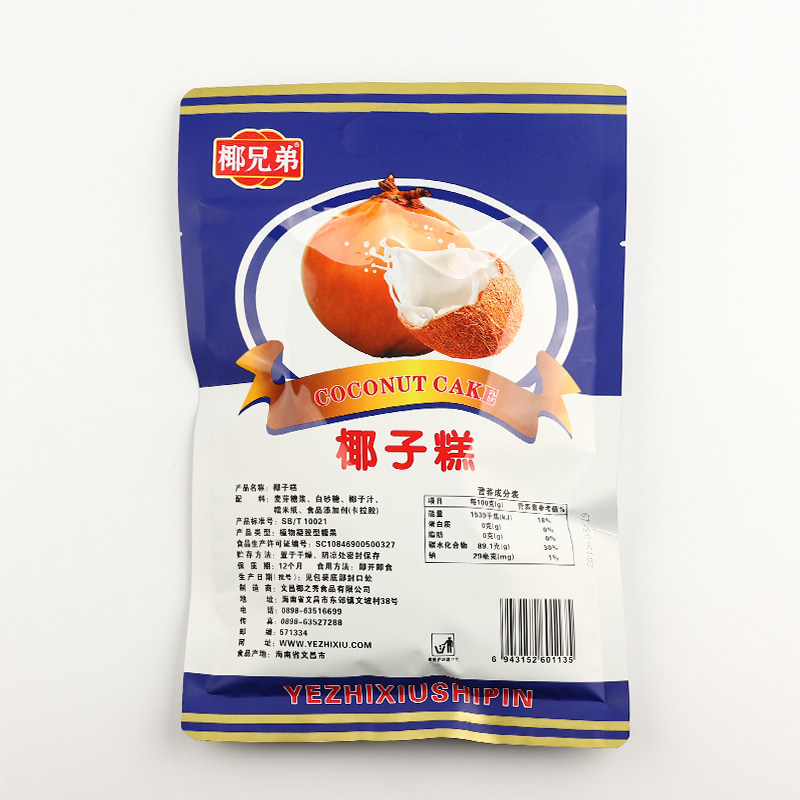 椰兄弟®
COCONUT CAKE
椰子糕
产品名称：椰子糕
配 料：麦芽糖浆、白砂糖、椰子汁、
糯米纸、食品添加剂(卡拉胶)
产品标准号：SB/T 10021
产品类型：植物凝胶型糖果
食品生产许可证编号：SC10846900500327
贮存方法：置于干燥、阴凉处密封保存
保 质 期：12个月 食用方法：即开即食
生产日期(批号)：见包装底部封口处
制 造 商：文昌椰之秀食品有限公司
地 址：海南省文昌市东郊镇文坡村38号
电 话：0898-63516699
传 真：0898-63527288
邮 编：571334
网 址：WWW.YEZHIXIU.COM
食品产地：海南省文昌市
营养成分表
项目 每100克(g) 营养素参考值%
能量 1539千焦(kJ) 18%
蛋白质 0克(g) 0%
脂肪 0克(g) 0%
碳水化合物 89.1克(g) 30%
钠 29毫克(mg) 1%
6 943152 601135
YEZHIXIUSHIPIN